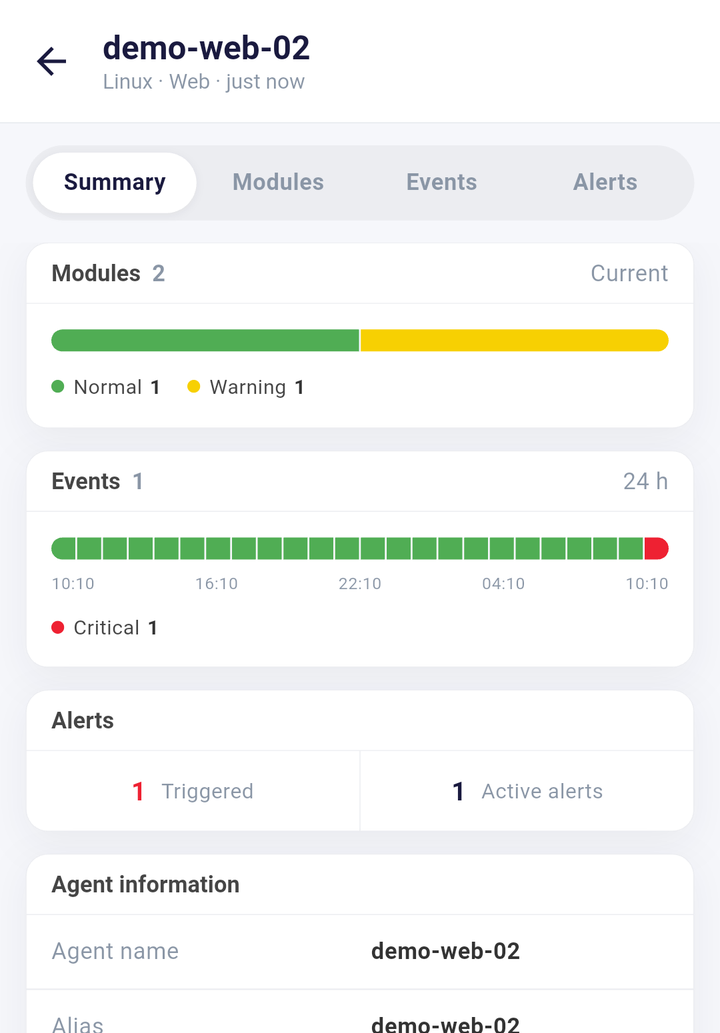 demo-web-02
Linux · Web · just now
Summary Modules Events Alerts
Modules 2 Current
Normal 1 Warning 1
Events 1 24 h
10:10 16:10 22:10 04:10 10:10
Critical 1
Alerts
1 Triggered 1 Active alerts
Agent information
Agent name demo-web-02
Alias demo-web-02